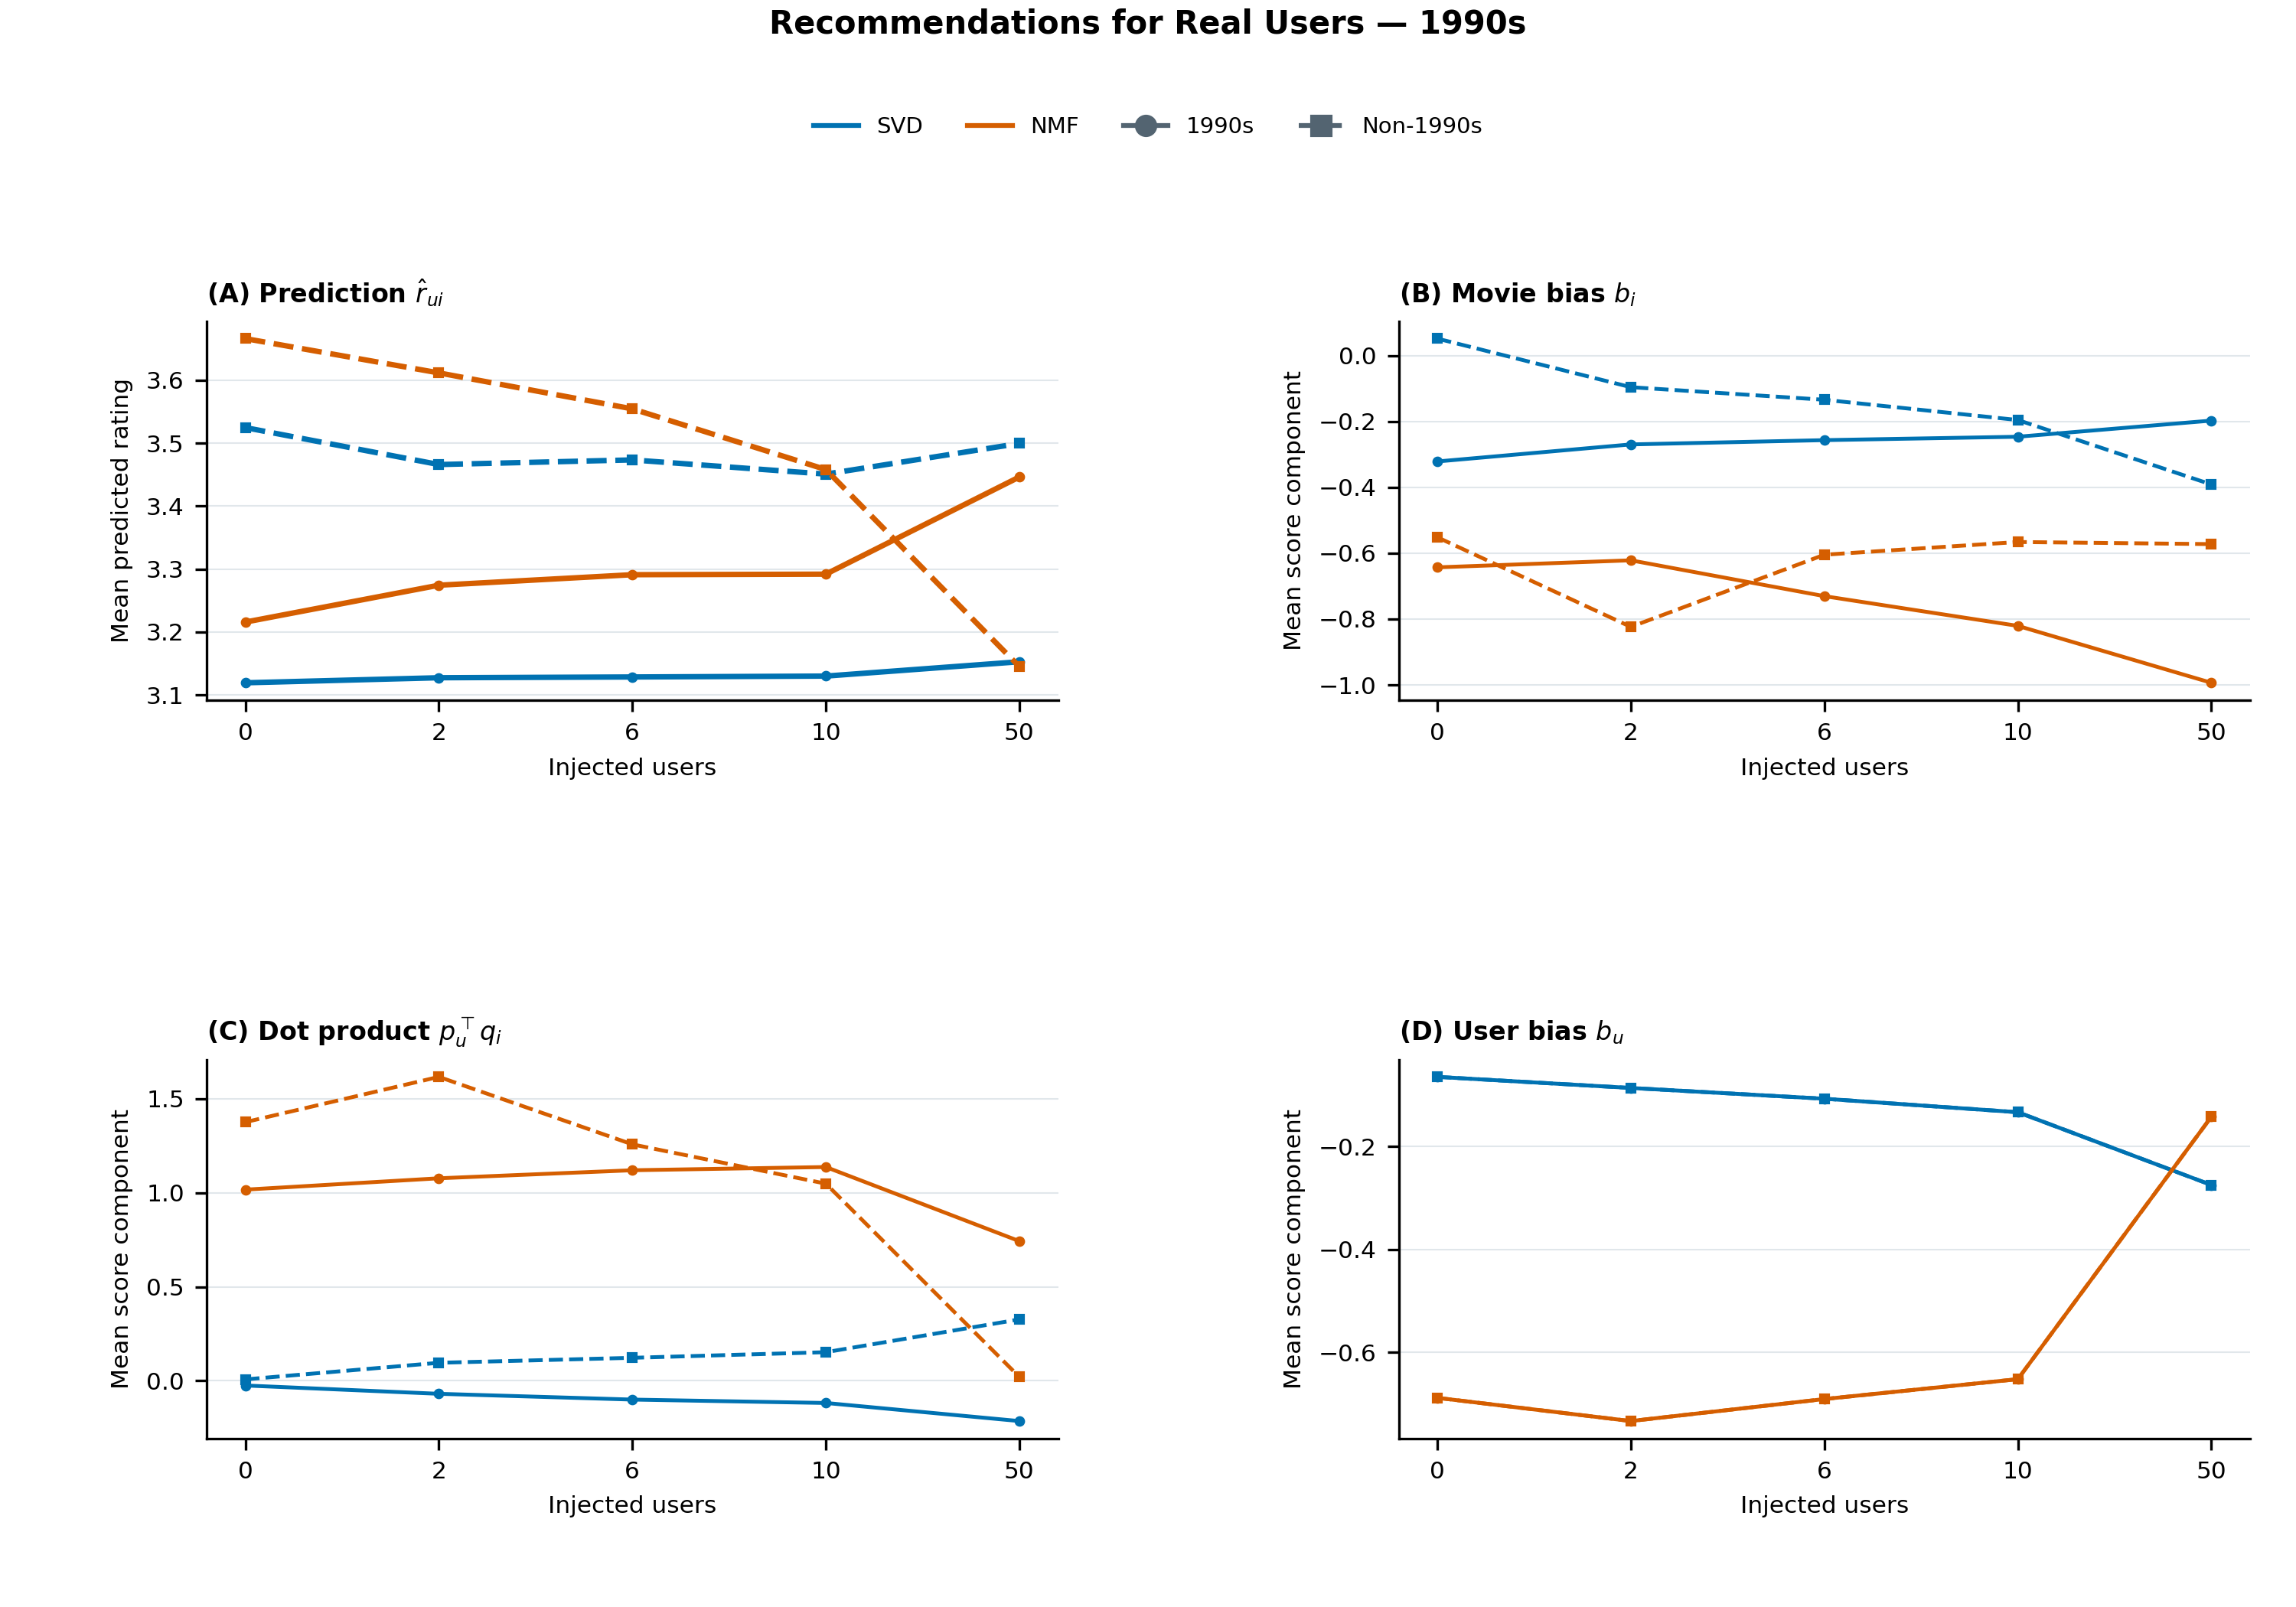 Recommendations for Real Users — 1990s
SVD NMF 1990s Non-1990s
(A) Prediction r̂ui
Mean predicted rating
3.6
3.5
3.4
3.3
3.2
3.1
0 2 6 10 50
Injected users
(B) Movie bias bi
Mean score component
0.0
−0.2
−0.4
−0.6
−0.8
−1.0
0 2 6 10 50
Injected users
(C) Dot product pu⊤ qi
Mean score component
1.5
1.0
0.5
0.0
0 2 6 10 50
Injected users
(D) User bias bu
Mean score component
−0.2
−0.4
−0.6
0 2 6 10 50
Injected users